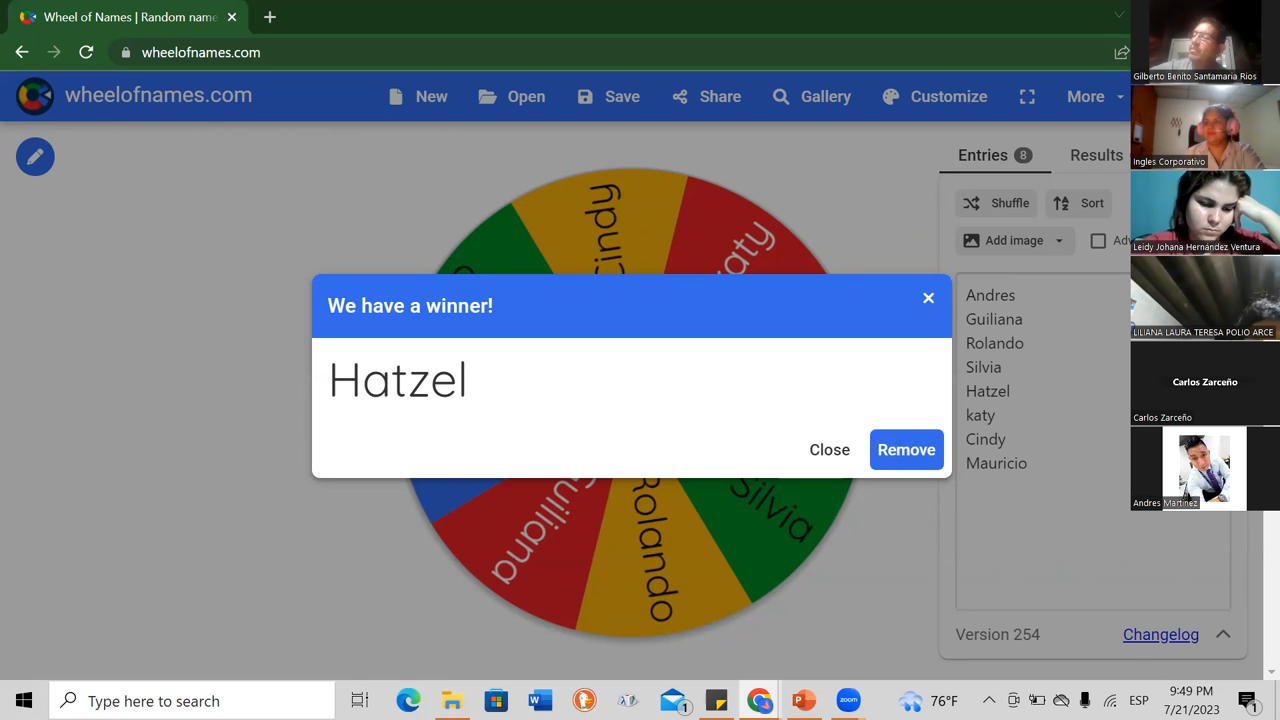 Wheel of Names | Random name
wheelofnames.com
wheelofnames.com
New
Open
Save
Share
Gallery
Customize
More
Entries 8
Results
Shuffle
Sort
Add image
Andres
Guiliana
Rolando
Silvia
Hatzel
katy
Cindy
Mauricio
Version 254
Changelog
Cindy
katy
Silvia
Rolando
Guiliana
We have a winner!
Hatzel
Close
Remove
Gilberto Benito Santamaria Rios
Ingles Corporativo
Leidy Johana Hernández Ventura
LILIANA LAURA TERESA POLIO ARCE
Carlos Zarceño
Carlos Zarceño
Andres Martinez
Type here to search
1
zoom
76°F
ESP
9:49 PM
7/21/2023
1